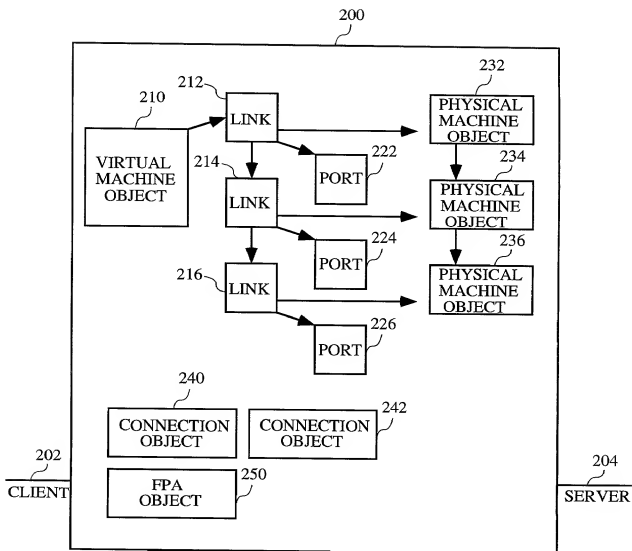 200
212
232
210
LINK
PHYSICAL
MACHINE
OBJECT
VIRTUAL
MACHINE
OBJECT
214
PORT
222
234
LINK
PHYSICAL
MACHINE
OBJECT
216
PORT
224
236
LINK
PHYSICAL
MACHINE
OBJECT
PORT
226
240
242
CONNECTION
OBJECT
CONNECTION
OBJECT
202
CLIENT
250
FPA
OBJECT
204
SERVER